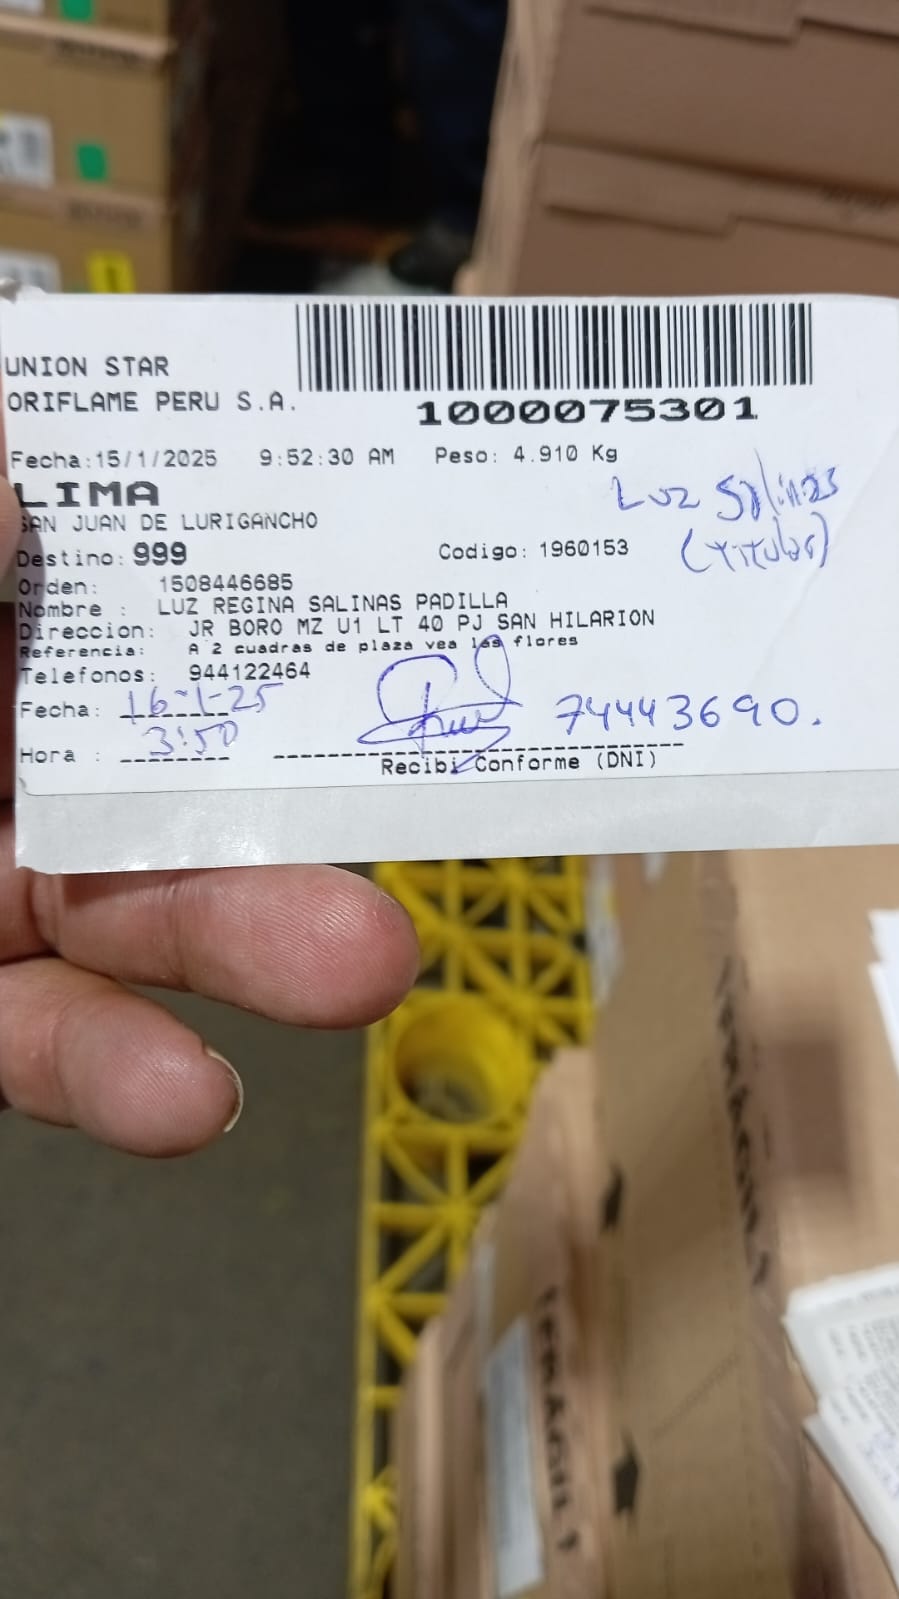 UNION STAR
ORIFLAME PERU S.A.
1000075301
Fecha:15/1/2025 9:52:30 AM Peso: 4.910 Kg
LIMA
SAN JUAN DE LURIGANCHO
Luz Salinas
(titular)
Destino: 999 Codigo: 1960153
Orden: 1508446685
Nombre : LUZ REGINA SALINAS PADILLA
Direccion: JR BORO MZ U1 LT 40 PJ SAN HILARION
Referencia: A 2 cuadras de plaza vea las flores
Telefonos: 944122464
Fecha: 16-1-25
74443690.
Hora : 3:50
Recibi Conforme (DNI)
FRAGIL